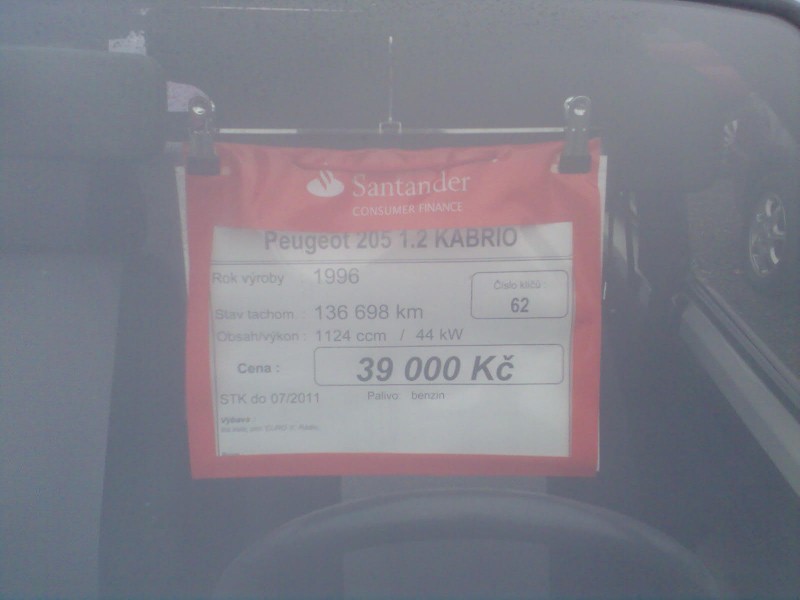 Santander
CONSUMER FINANCE
Peugeot 205 1.2 KABRIO
Rok výroby 1996
Číslo klíčů :
62
Stav tachom : 136 698 km
Obsah/výkon : 1124 ccm / 44 kW
Cena : 39 000 Kč
STK do 07/2011 Palivo: benzin
Výbava :